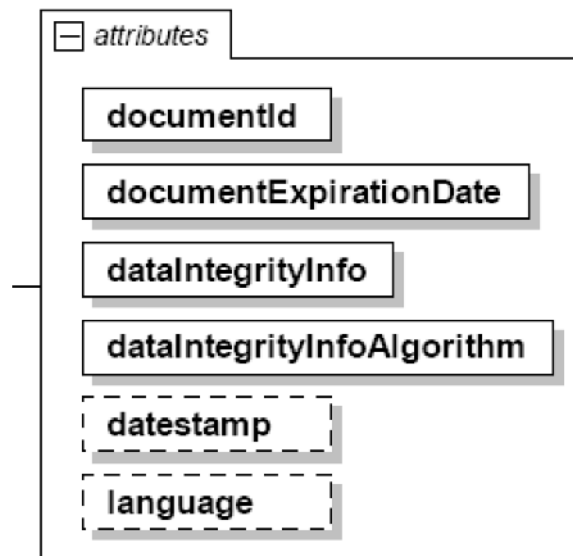 attributes
documentId
documentExpirationDate
dataIntegrityInfo
dataIntegrityInfoAlgorithm
datestamp
language